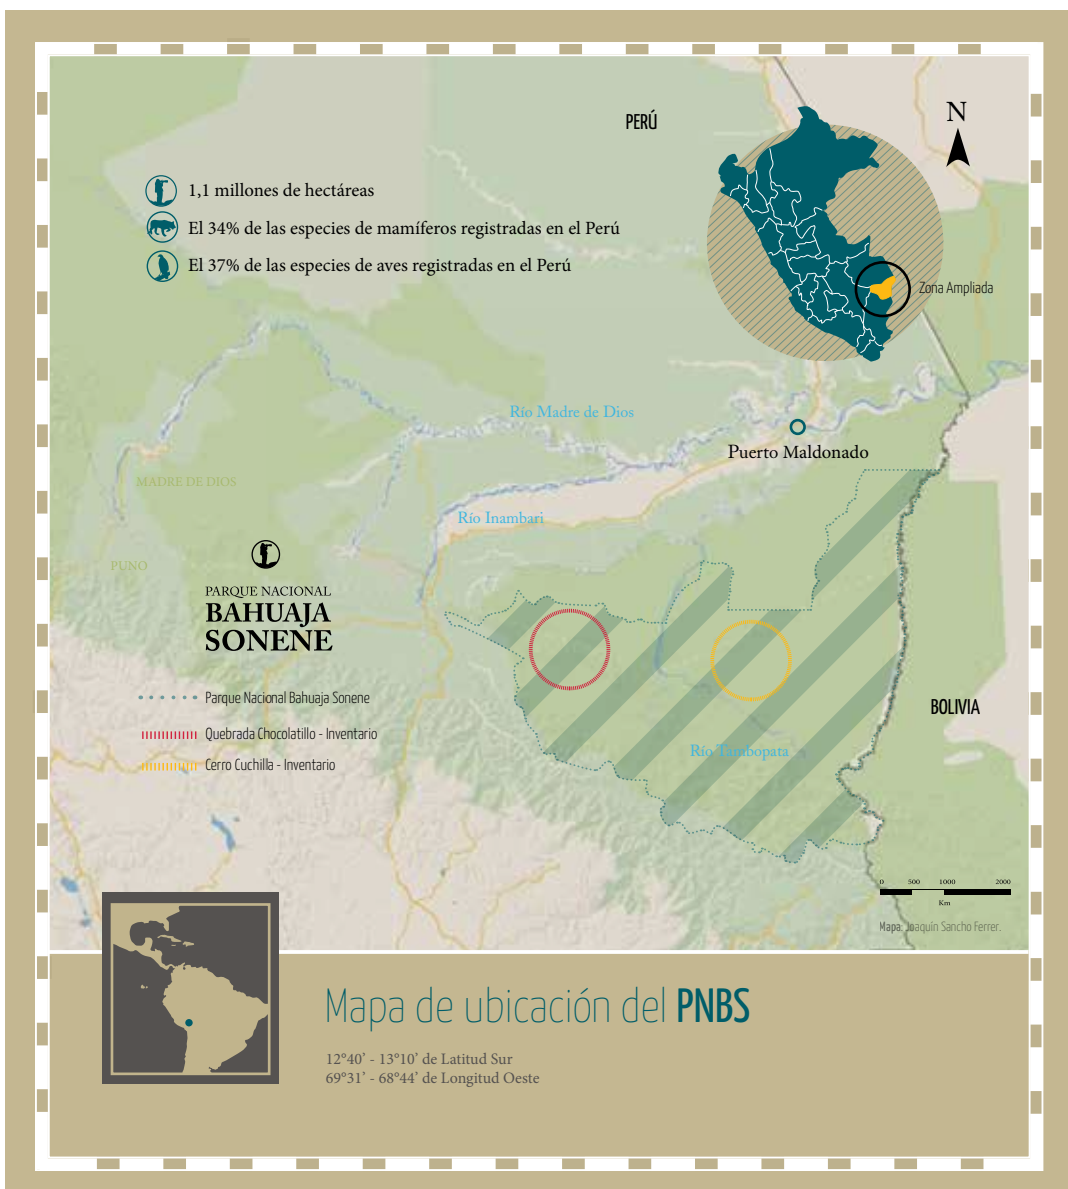 PERÚ
N
1,1 millones de hectáreas
El 34% de las especies de mamíferos registradas en el Perú
El 37% de las especies de aves registradas en el Perú
Zona Ampliada
Río Madre de Dios
Puerto Maldonado
MADRE DE DIOS
Río Inambari
PUNO
PARQUE NACIONAL
BAHUAJA
SONENE
Parque Nacional Bahuaja Sonene
Quebrada Chocolatillo - Inventario
Cerro Cuchilla - Inventario
BOLIVIA
Río Tambopata
0 500 1000 2000
Km
Mapa: Joaquín Sancho Ferrer.
Mapa de ubicación del PNBS
12°40’ - 13°10’ de Latitud Sur
69°31’ - 68°44’ de Longitud Oeste